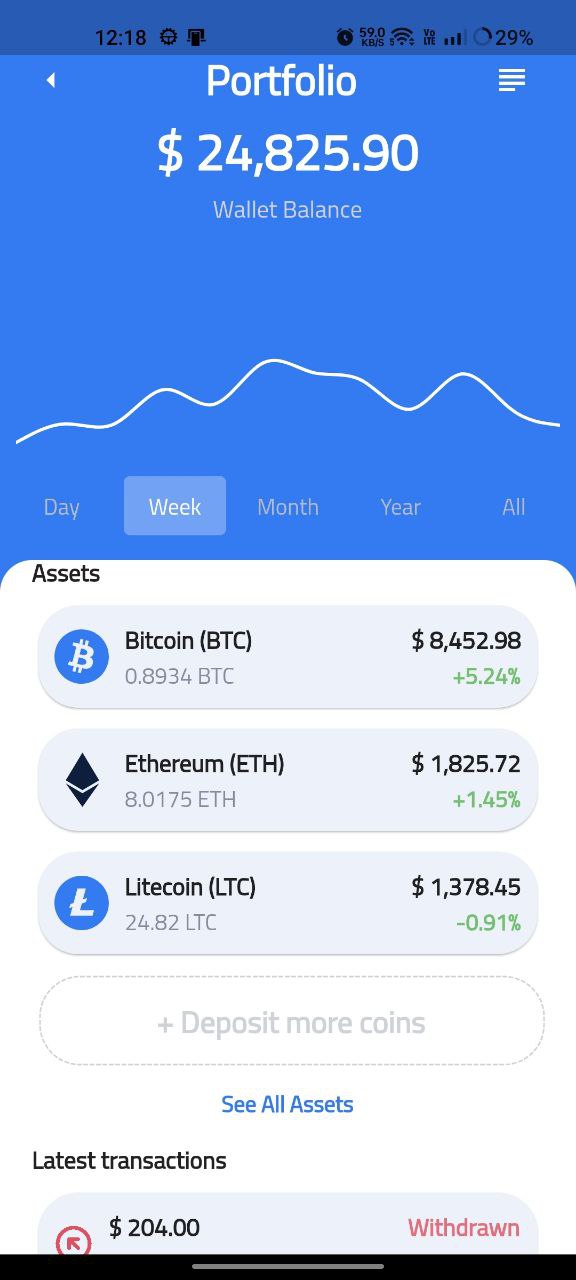 12:18 59.0 KB/S 5 Vo LTE 29%
Portfolio
$ 24,825.90
Wallet Balance
Day Week Month Year All
Assets
Bitcoin (BTC) $ 8,452.98
0.8934 BTC +5.24%
Ethereum (ETH) $ 1,825.72
8.0175 ETH +1.45%
Litecoin (LTC) $ 1,378.45
24.82 LTC -0.91%
+ Deposit more coins
See All Assets
Latest transactions
$ 204.00 Withdrawn